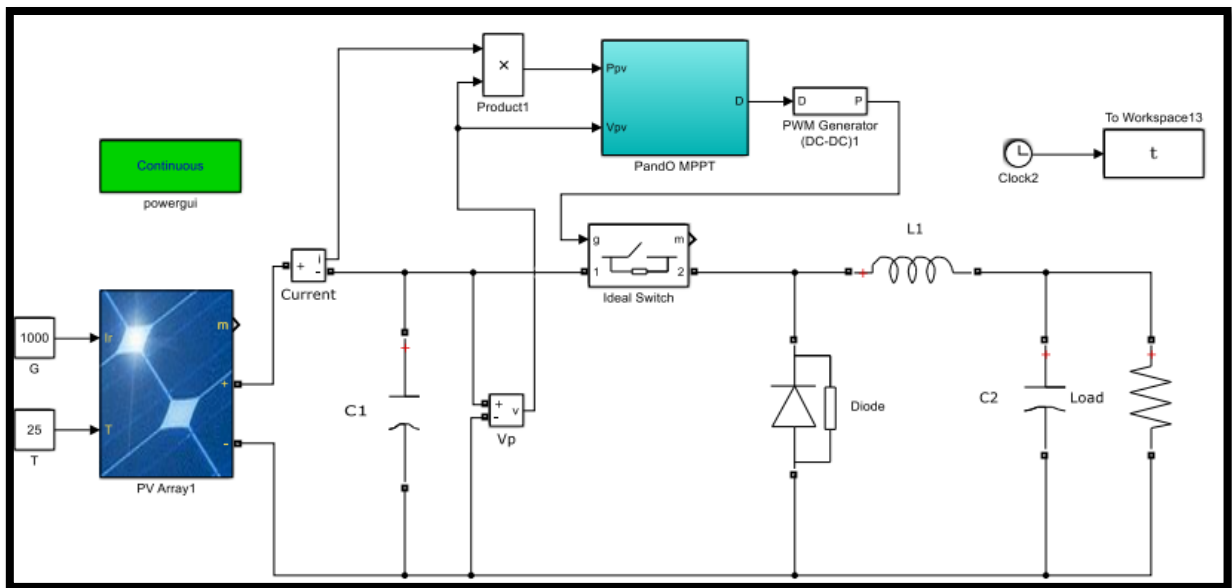 ×
Product1
Ppv
Vpv
D
PandO MPPT
D
P
PWM Generator
(DC-DC)1
To Workspace13
t
Clock2
Continuous
powergui
g
m
1
2
Ideal Switch
L1
+
i
-
Current
+
1000
G
25
T
Ir
T
m
+
-
PV Array1
+
C1
+
-
v
Vp
Diode
+
C2
+
Load